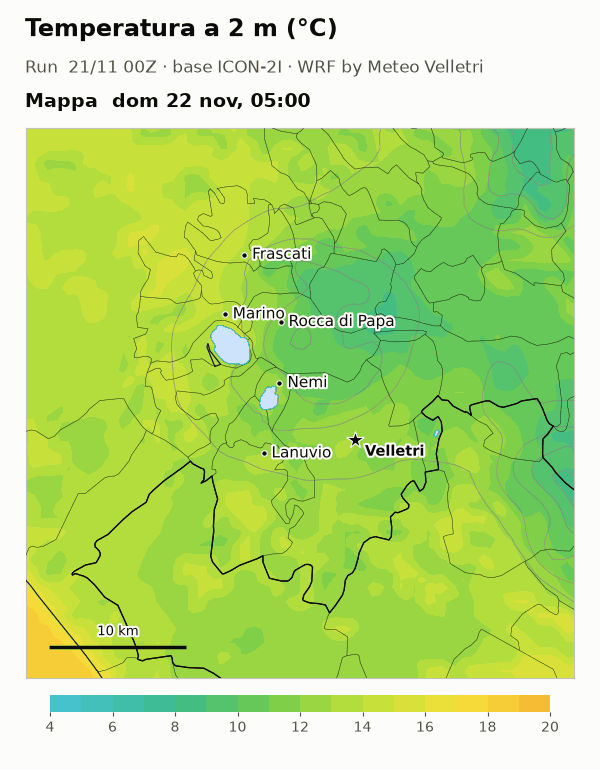 Temperatura a 2 m (°C)
Run  21/11 00Z · base ICON-2I · WRF by Meteo Velletri
Mappa  dom 22 nov, 05:00
Frascati
Marino
Rocca di Papa
Nemi
Velletri
Lanuvio
10 km
4 6 8 10 12 14 16 18 20